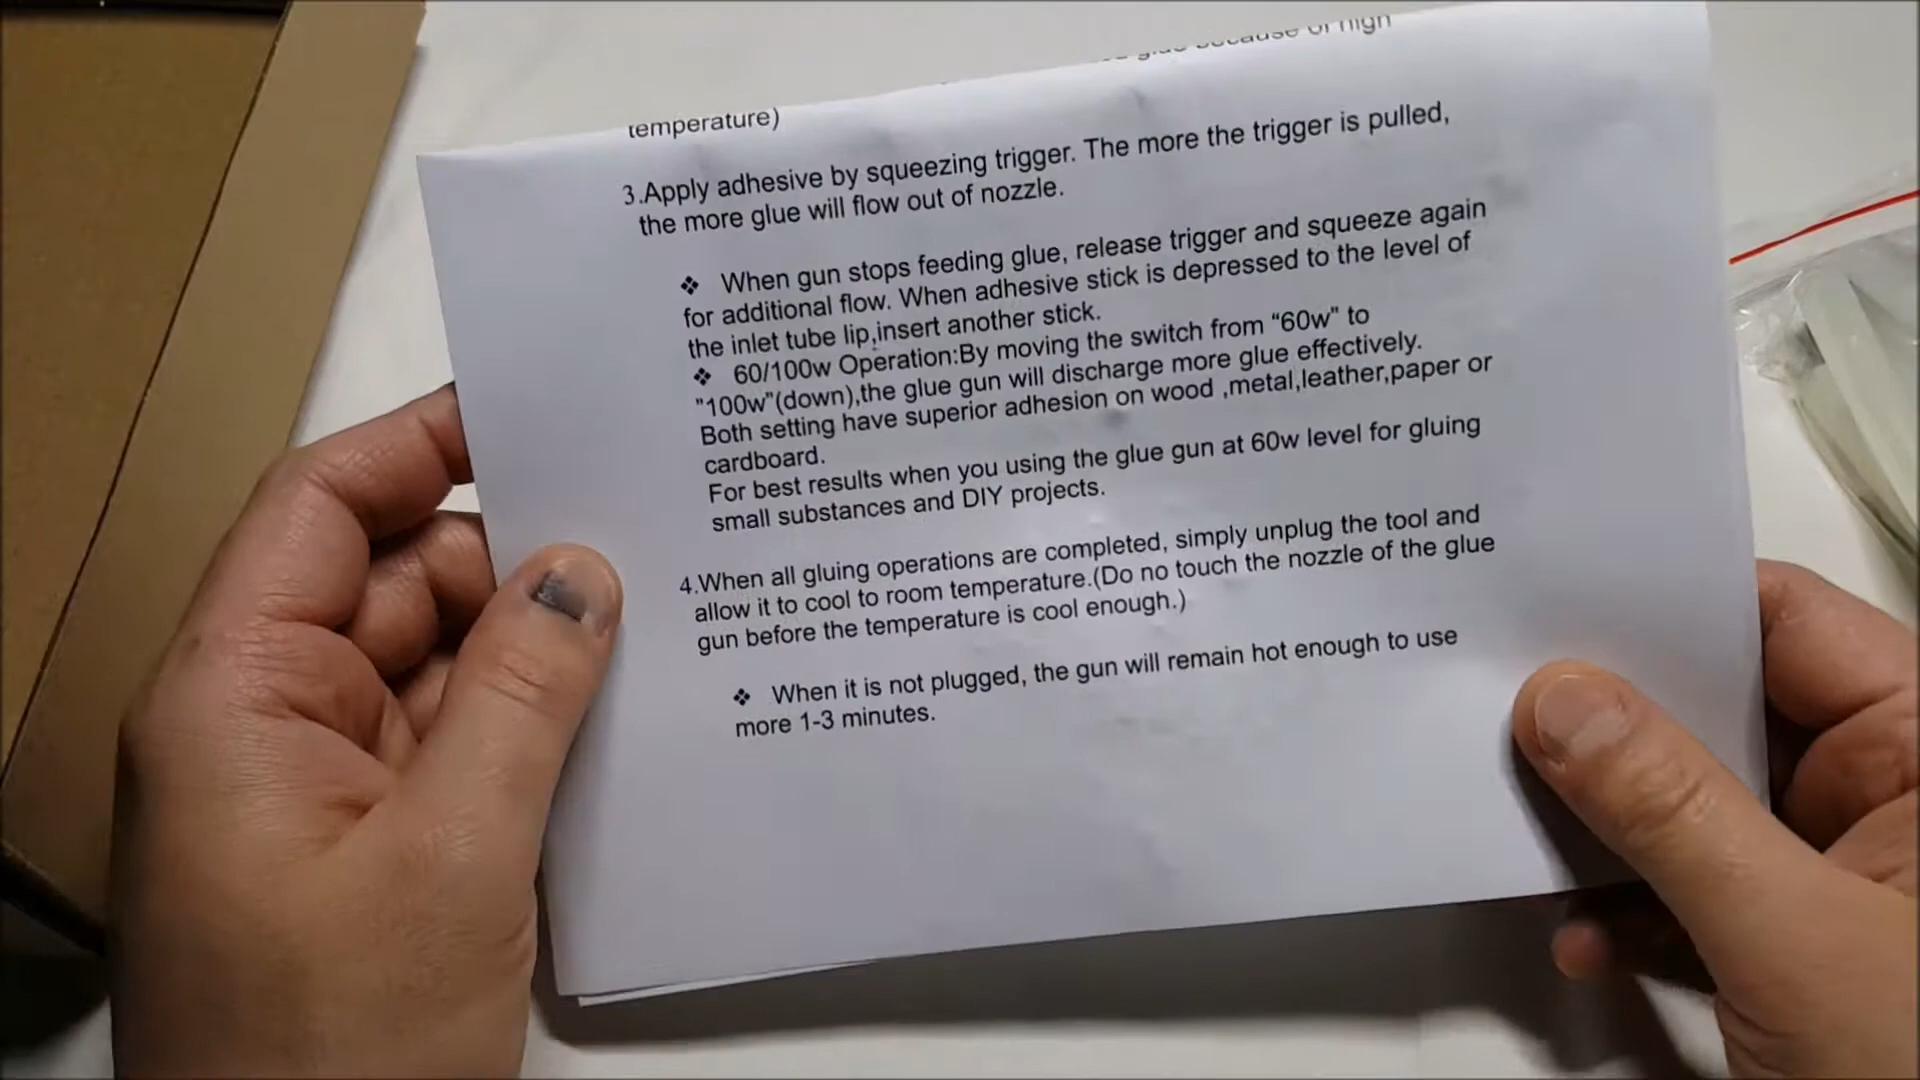 because of high
temperature)
3.Apply adhesive by squeezing trigger. The more the trigger is pulled,
the more glue will flow out of nozzle.
❖ When gun stops feeding glue, release trigger and squeeze again
for additional flow. When adhesive stick is depressed to the level of
the inlet tube lip,insert another stick.
❖ 60/100w Operation:By moving the switch from “60w” to
"100w"(down),the glue gun will discharge more glue effectively.
Both setting have superior adhesion on wood ,metal,leather,paper or
cardboard.
For best results when you using the glue gun at 60w level for gluing
small substances and DIY projects.
4.When all gluing operations are completed, simply unplug the tool and
allow it to cool to room temperature.(Do no touch the nozzle of the glue
gun before the temperature is cool enough.)
❖ When it is not plugged, the gun will remain hot enough to use
more 1-3 minutes.